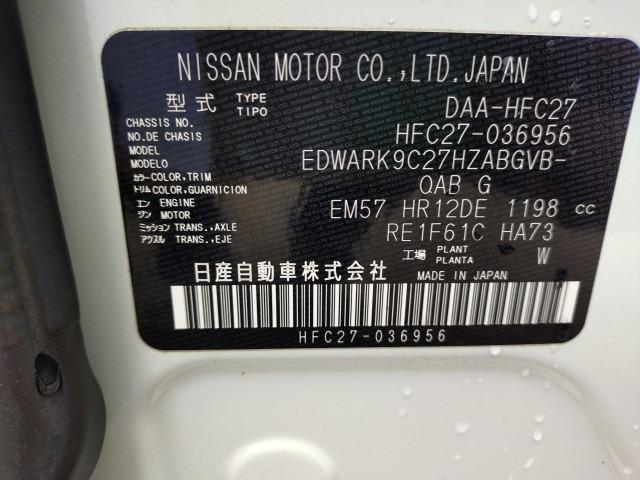 NISSAN MOTOR CO.,LTD.JAPAN
型式 TYPE TIPO DAA-HFC27
CHASSIS NO.
NO.DE CHASIS HFC27-036956
MODEL
MODELO EDWARK9C27HZABGVB-
カラー COLOR,TRIM
トリム COLOR,GUARNICION QAB G
エン ENGINE
ジン MOTOR EM57 HR12DE 1198 CC
ミッション TRANS.,AXLE
アクスル TRANS.,EJE RE1F61C HA73
工場 PLANT PLANTA W
日産自動車株式会社 MADE IN JAPAN
HFC27-036956